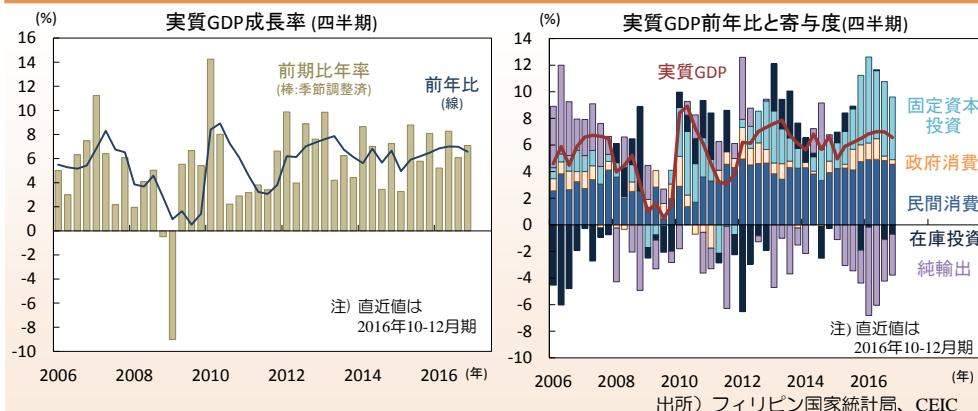 実質GDP成長率(四半期)
(%)
16
14
12
10
8
6
4
2
0
-2
-4
-6
-8
-10
前期比年率
(棒:季節調整済)
前年比
(線)
注) 直近値は
2016年10-12月期
2006 2008 2010 2012 2014 2016 (年)
実質GDP前年比と寄与度(四半期)
(%)
14
12
10
8
6
4
2
0
-2
-4
-6
-8
-10
実質GDP
固定資本
投資
政府消費
民間消費
在庫投資
純輸出
注) 直近値は
2016年10-12月期
2006 2008 2010 2012 2014 2016 (年)
出所）フィリピン国家統計局、CEIC